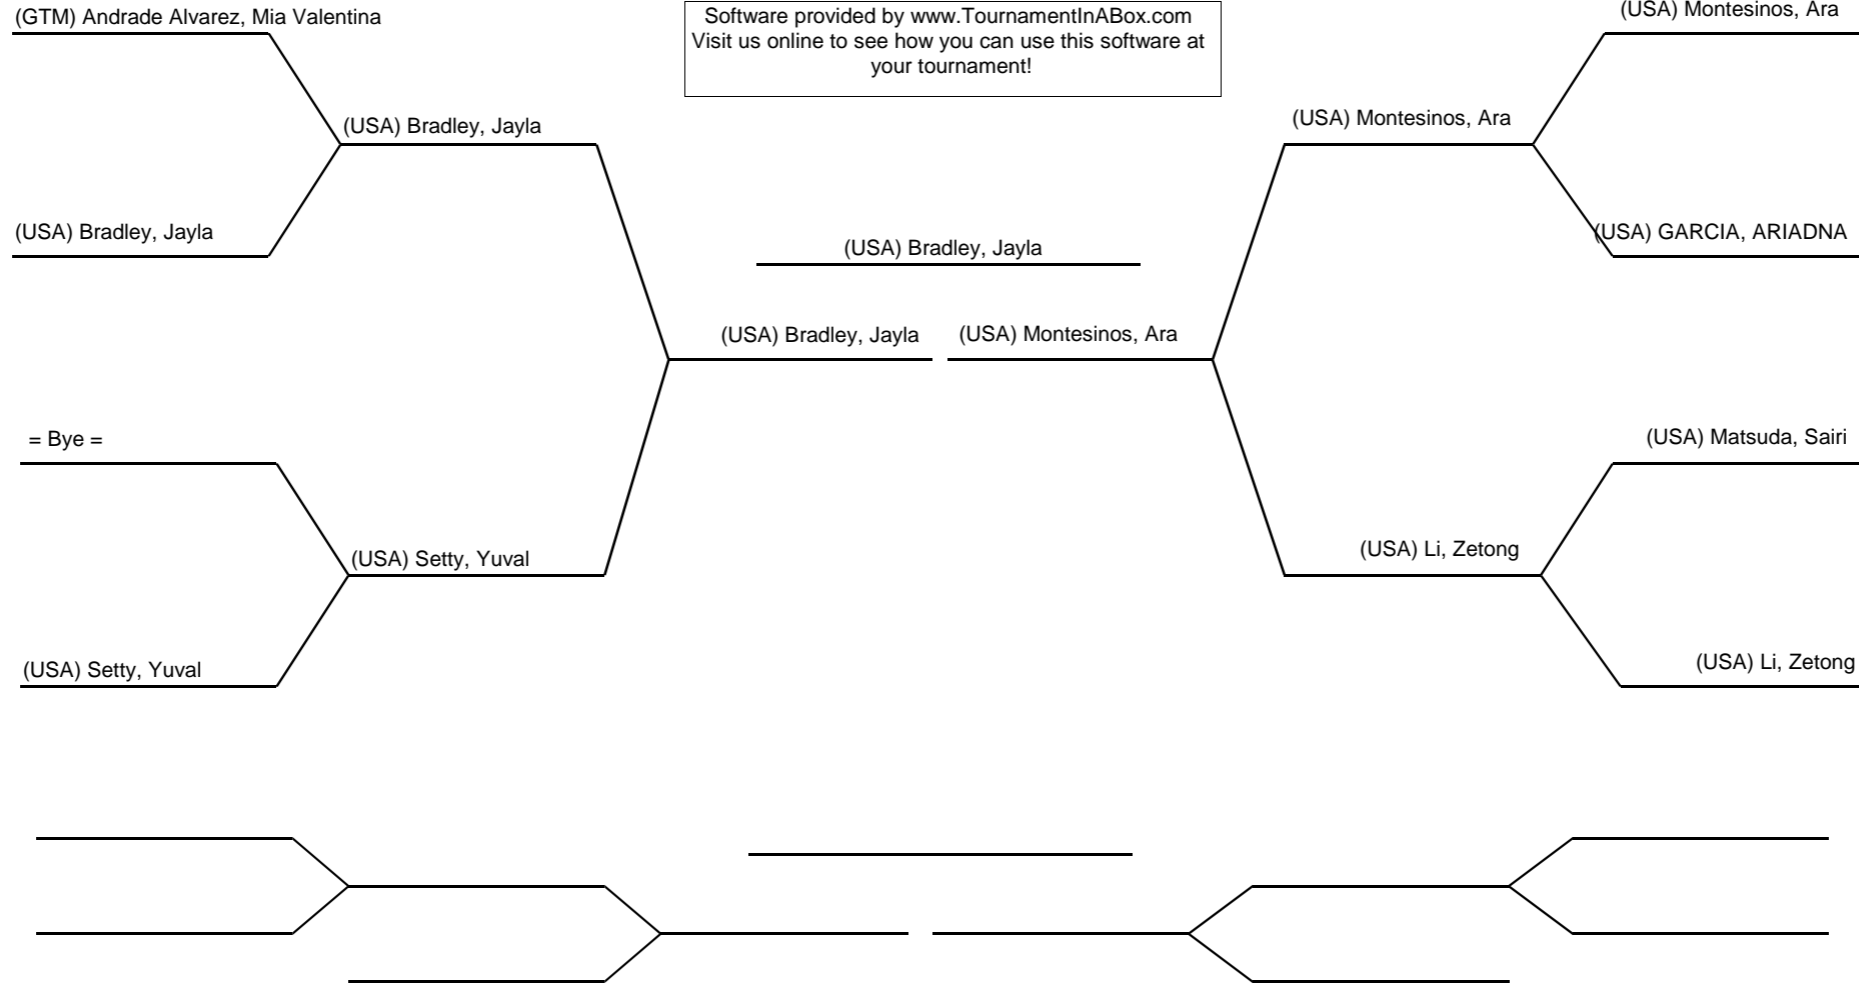 (GTM) Andrade Alvarez, Mia Valentina
Software provided by www.TournamentInABox.com
Visit us online to see how you can use this software at
your tournament!
(USA) Montesinos, Ara
(USA) Bradley, Jayla
(USA) Montesinos, Ara
(USA) Bradley, Jayla
(USA) Bradley, Jayla
(USA) GARCIA, ARIADNA
(USA) Bradley, Jayla
(USA) Montesinos, Ara
= Bye =
(USA) Matsuda, Sairi
(USA) Setty, Yuval
(USA) Li, Zetong
(USA) Setty, Yuval
(USA) Li, Zetong